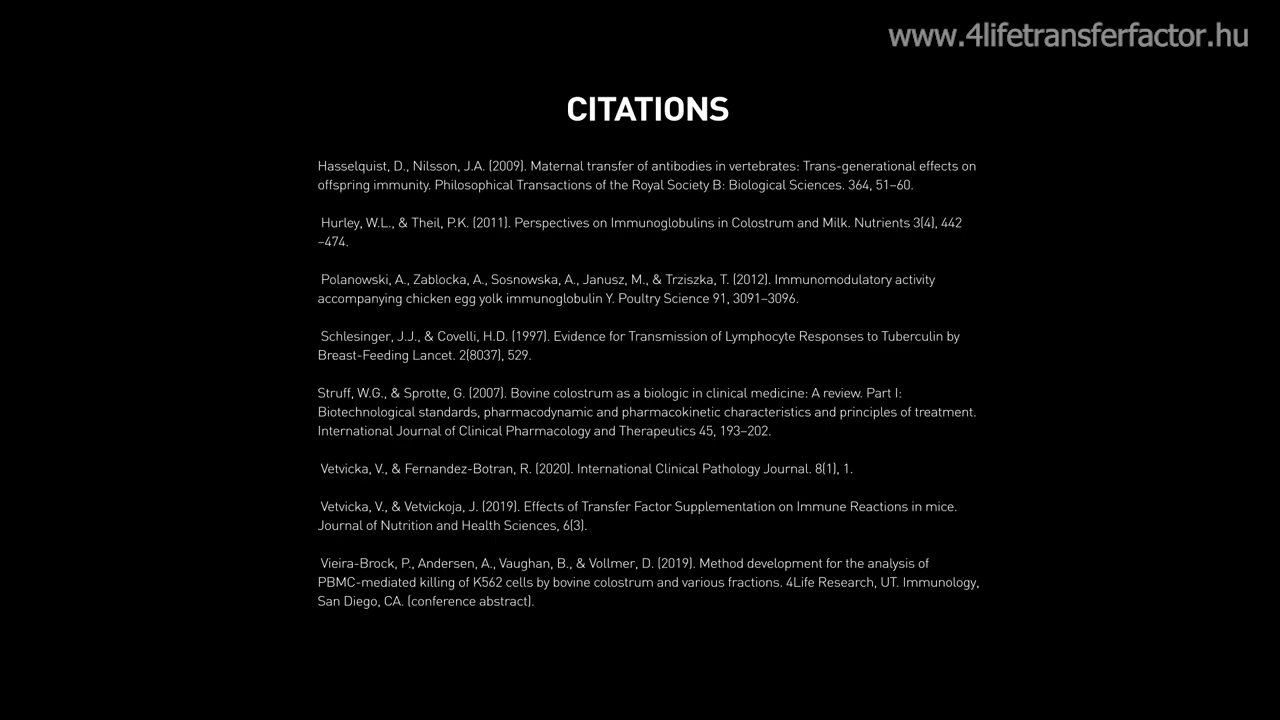 www.4lifetransferfactor.hu
CITATIONS
Hasselquist, D., Nilsson, J.A. (2009). Maternal transfer of antibodies in vertebrates: Trans-generational effects on
offspring immunity. Philosophical Transactions of the Royal Society B: Biological Sciences. 364, 51–60.
Hurley, W.L., & Theil, P.K. (2011). Perspectives on Immunoglobulins in Colostrum and Milk. Nutrients 3(4), 442
–474.
Polanowski, A., Zablocka, A., Sosnowska, A., Janusz, M., & Trziszka, T. (2012). Immunomodulatory activity
accompanying chicken egg yolk immunoglobulin Y. Poultry Science 91, 3091–3096.
Schlesinger, J.J., & Covelli, H.D. (1997). Evidence for Transmission of Lymphocyte Responses to Tuberculin by
Breast-Feeding Lancet. 2(8037), 529.
Struff, W.G., & Sprotte, G. (2007). Bovine colostrum as a biologic in clinical medicine: A review. Part I:
Biotechnological standards, pharmacodynamic and pharmacokinetic characteristics and principles of treatment.
International Journal of Clinical Pharmacology and Therapeutics 45, 193–202.
Vetvicka, V., & Fernandez-Botran, R. (2020). International Clinical Pathology Journal. 8(1), 1.
Vetvicka, V., & Vetvickoja, J. (2019). Effects of Transfer Factor Supplementation on Immune Reactions in mice.
Journal of Nutrition and Health Sciences, 6(3).
Vieira-Brock, P., Andersen, A., Vaughan, B., & Vollmer, D. (2019). Method development for the analysis of
PBMC-mediated killing of K562 cells by bovine colostrum and various fractions. 4Life Research, UT. Immunology,
San Diego, CA. (conference abstract).